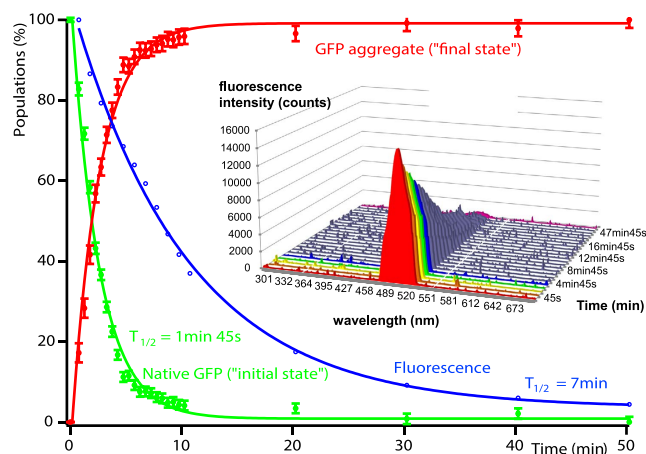 Populations (%)
100
80
60
40
20
0
0
10
20
30
40
50
Time (min)
GFP aggregate ("final state")
T1/2 = 1min 45s
Native GFP ("initial state")
Fluorescence
T1/2 = 7min
fluorescence
intensity (counts)
16000
14000
12000
10000
8000
6000
4000
2000
0
301 332 364 395 427 458 489 520 551 581 612 642 673
wavelength (nm)
47min45s
16min45s
12min45s
8min45s
4min45s
45s
Time (min)